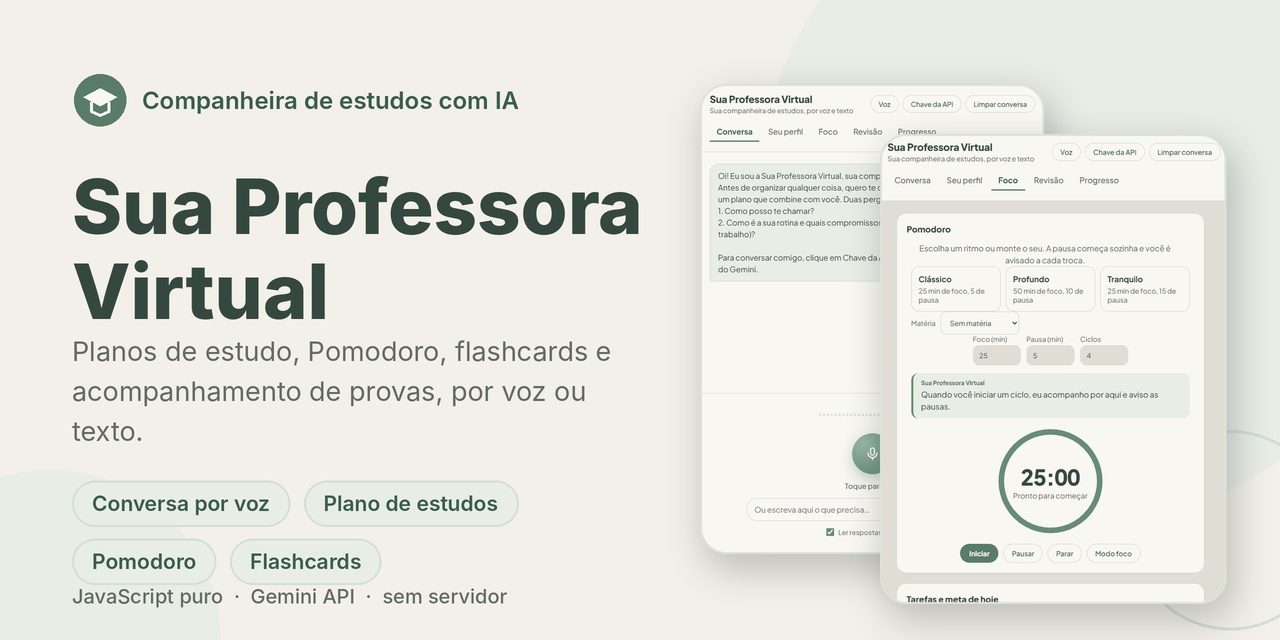 Companheira de estudos com IA
Sua Professora
Virtual
Planos de estudo, Pomodoro, flashcards e
acompanhamento de provas, por voz ou
texto.
Conversa por voz
Plano de estudos
Pomodoro
Flashcards
JavaScript puro · Gemini API · sem servidor
Sua Professora Virtual
Sua companheira de estudos, por voz e texto
Voz
Chave da API
Limpar conversa
Conversa
Seu perfil
Foco
Revisão
Progresso
Oi! Eu sou a Sua Professora Virtual, sua
Antes de organizar qualquer coisa, quero te
um plano que combine com você. Duas
1. Como posso te chamar?
2. Como é a sua rotina e quais compromissos
trabalho)?
Para conversar comigo, clique em Chave da
do Gemini.
Toque
Ou escreva aqui o que precisa...
Ler respostas
Sua Professora Virtual
Sua companheira de estudos, por voz e texto
Voz
Chave da API
Limpar conversa
Conversa
Seu perfil
Foco
Revisão
Progresso
Pomodoro
Escolha um ritmo ou monte o seu. A pausa começa sozinha e você é
avisado a cada troca.
Clássico
25 min de foco, 5 de
pausa
Profundo
50 min de foco, 10 de
pausa
Tranquilo
25 min de foco, 15 de
pausa
Matéria
Sem matéria
Foco (min)
Pausa (min)
Ciclos
25
5
4
Sua Professora Virtual
Quando você iniciar um ciclo, eu acompanho por aqui e aviso as
pausas.
25:00
Pronto para começar
Iniciar
Pausar
Parar
Modo foco
Tarefas e meta de hoje